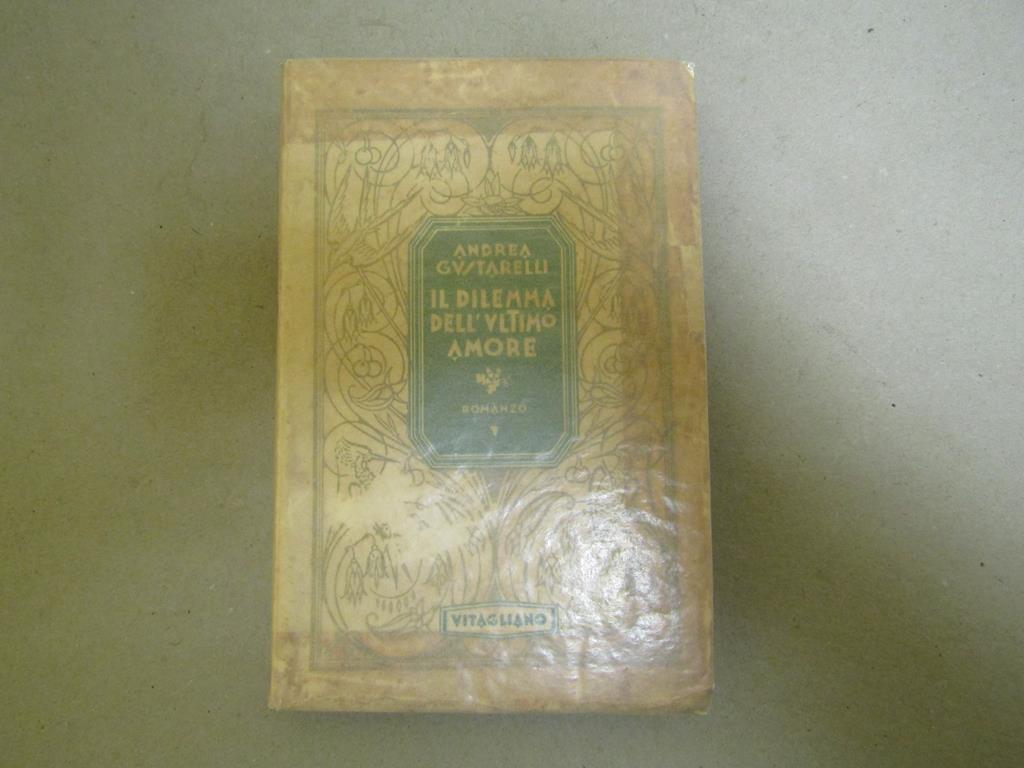 ANDREA
GVSTARELLI
IL DILEMMA
DELL'VLTIMO
AMORE
ROMANZO
VITAGLIANO